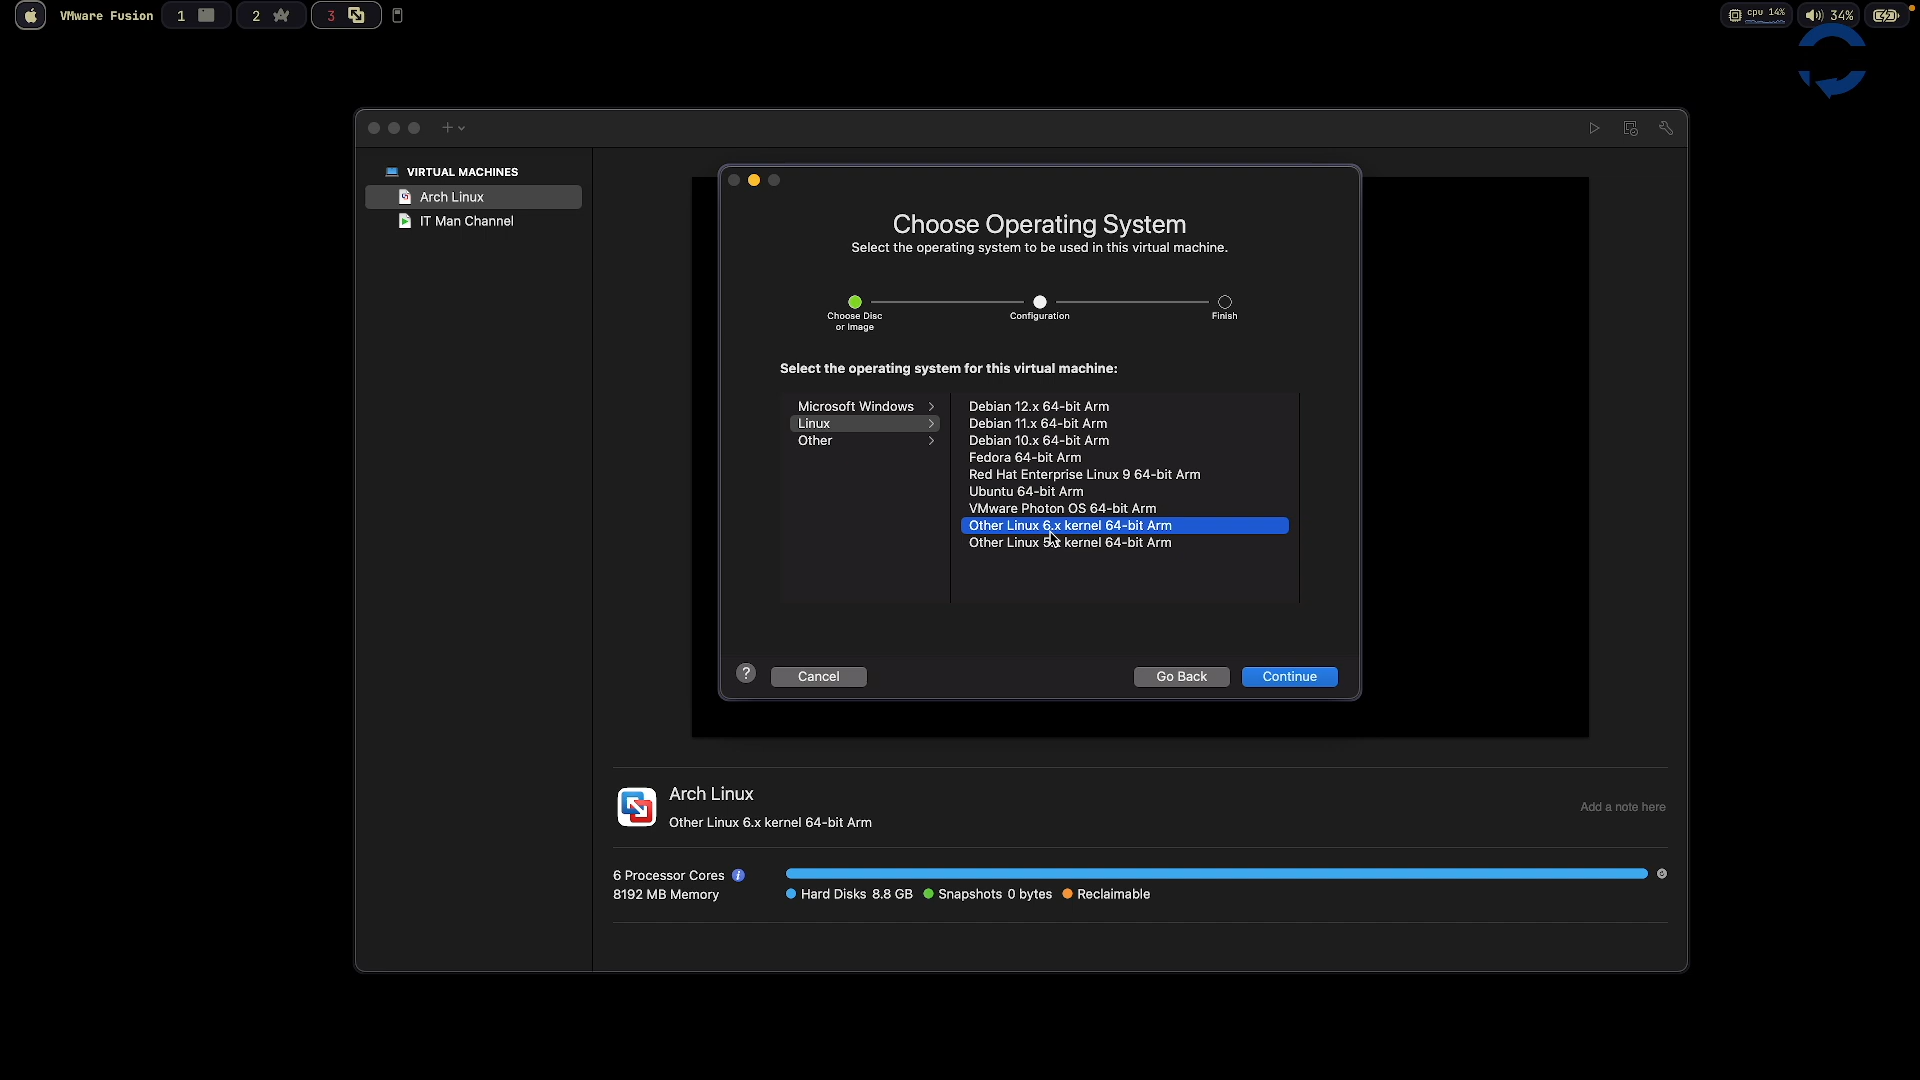 VMware Fusion
1
2
3
cpu 14%
34%
VIRTUAL MACHINES
Arch Linux
IT Man Channel
Choose Operating System
Select the operating system to be used in this virtual machine.
Choose Disc
or Image
Configuration
Finish
Select the operating system for this virtual machine:
Microsoft Windows
Linux
Other
Debian 12.x 64-bit Arm
Debian 11.x 64-bit Arm
Debian 10.x 64-bit Arm
Fedora 64-bit Arm
Red Hat Enterprise Linux 9 64-bit Arm
Ubuntu 64-bit Arm
VMware Photon OS 64-bit Arm
Other Linux 6.x kernel 64-bit Arm
Other Linux 5.x kernel 64-bit Arm
?
Cancel
Go Back
Continue
Arch Linux
Other Linux 6.x kernel 64-bit Arm
Add a note here
6 Processor Cores
8192 MB Memory
Hard Disks 8.8 GB
Snapshots 0 bytes
Reclaimable